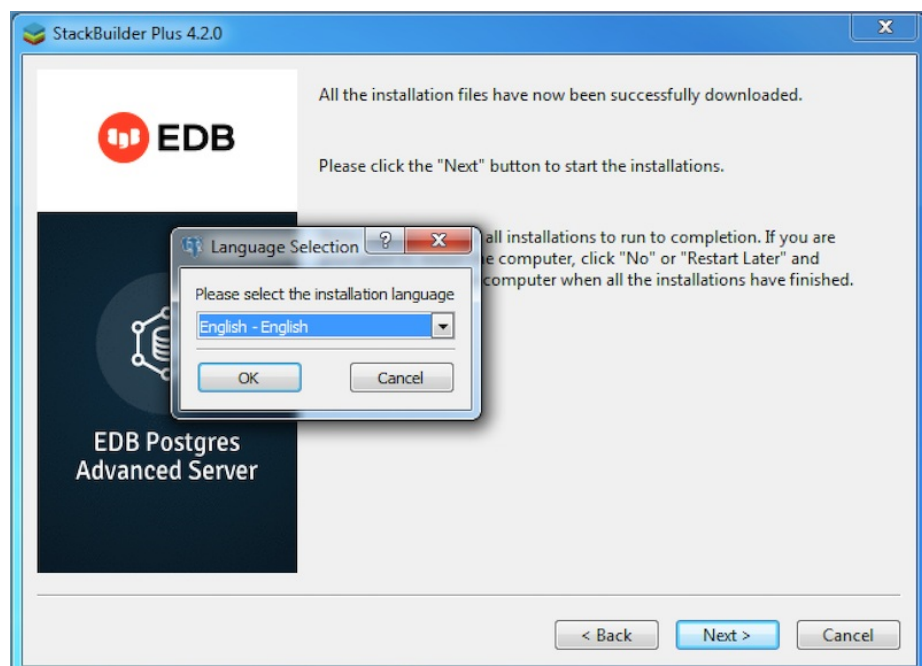 StackBuilder Plus 4.2.0
EDB
All the installation files have now been successfully downloaded.
Please click the "Next" button to start the installations.
all installations to run to completion. If you are
computer, click "No" or "Restart Later" and
computer when all the installations have finished.
Language Selection
Please select the installation language
English - English
OK
Cancel
EDB Postgres
Advanced Server
< Back
Next >
Cancel